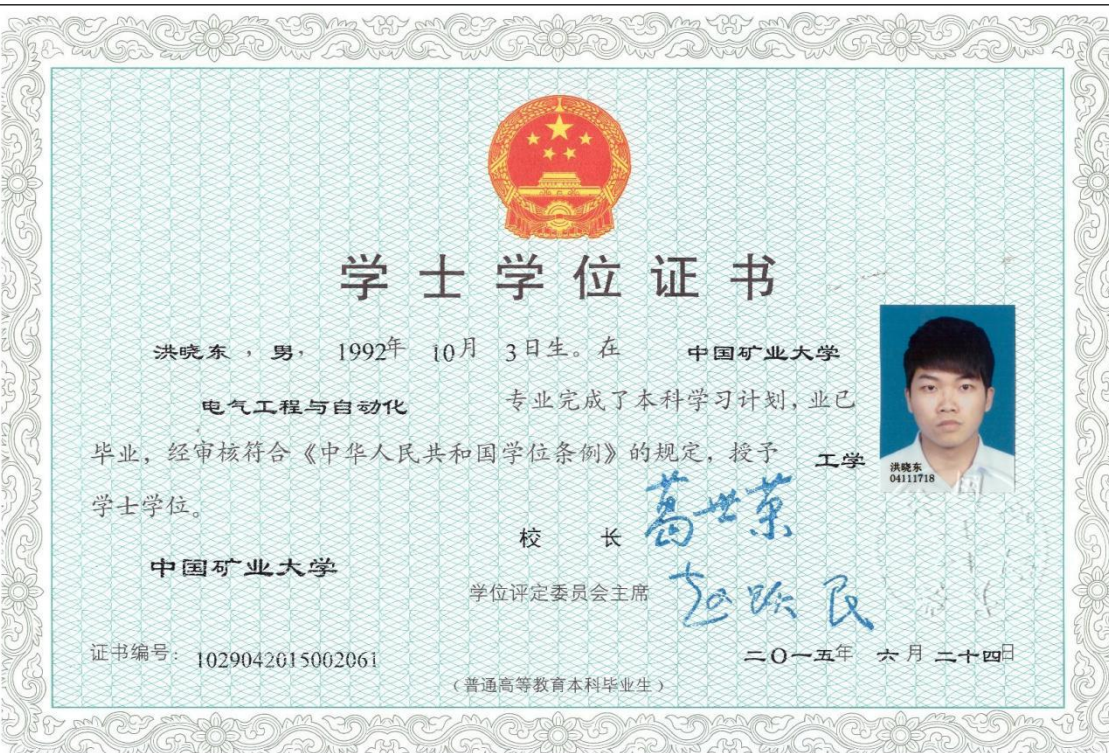 学士学位证书
洪晓东，男，1992年 10月 3日生。在 中国矿业大学
电气工程与自动化 专业完成了本科学习计划，业已
毕业，经审核符合《中华人民共和国学位条例》的规定，授予 工学
学士学位。
洪晓东
04111718
校 长 葛世荣
中国矿业大学
学位评定委员会主席 赵跃民
证书编号：1029042015002061
二〇一五年 六月 二十四日
（普通高等教育本科毕业生）